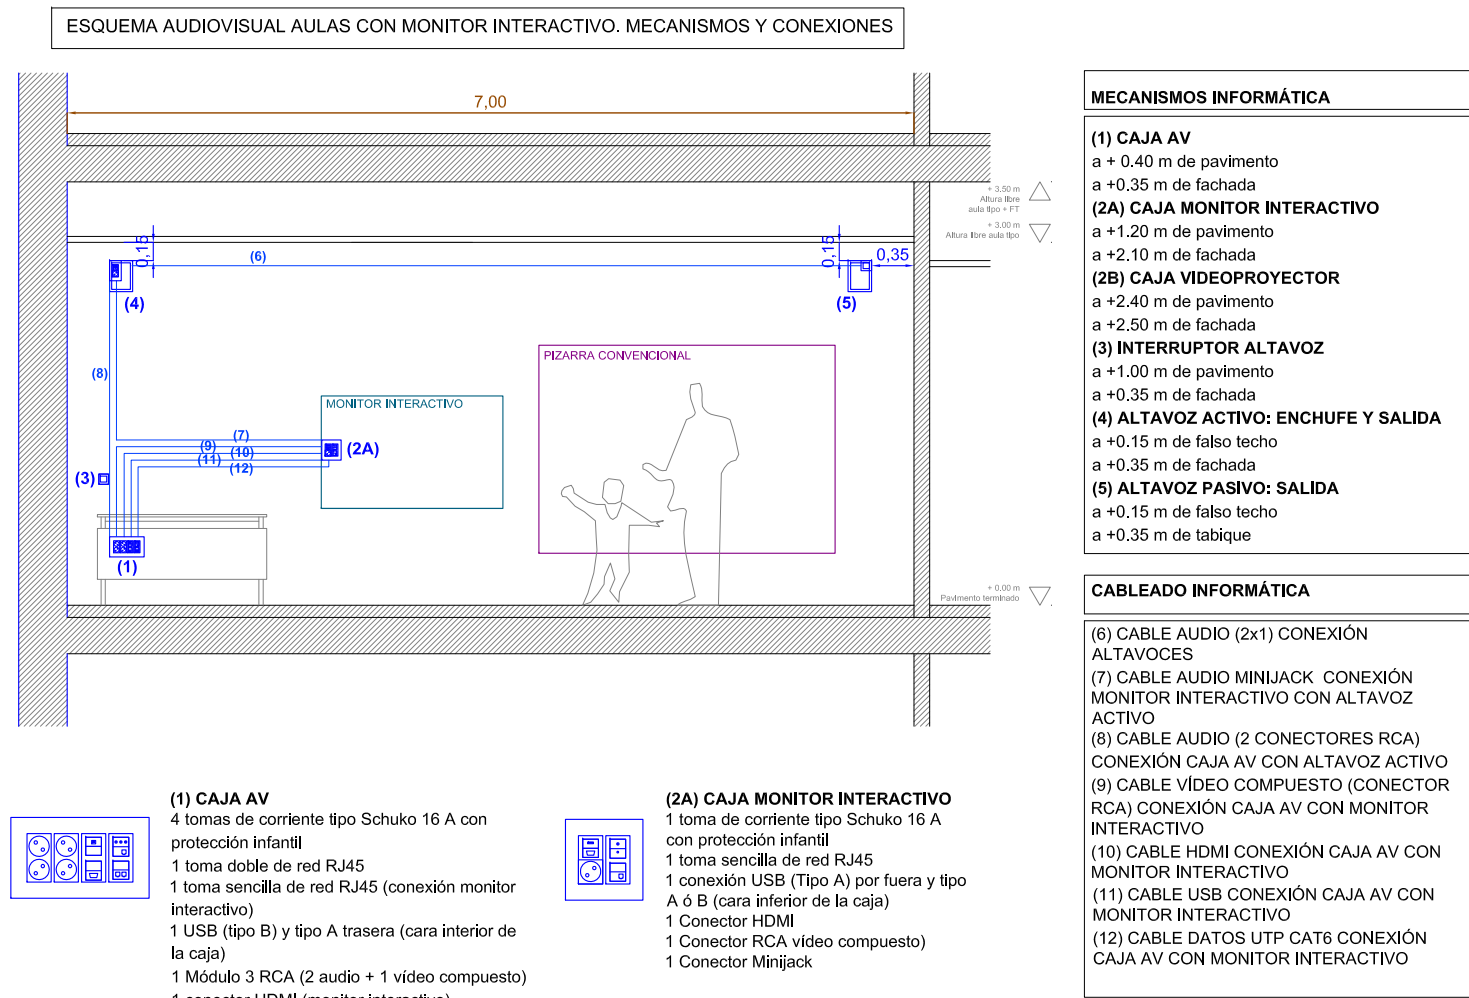 ESQUEMA AUDIOVISUAL AULAS CON MONITOR INTERACTIVO. MECANISMOS Y CONEXIONES
7,00
+ 3.50 m
Altura libre
aula tipo + FT
+ 3.00 m
Altura libre aula tipo
0,15
(6)
0,15
0,35
(4)
(5)
PIZARRA CONVENCIONAL
(8)
MONITOR INTERACTIVO
(7)
(9)
(10)
(11)
(12)
(2A)
(3)
(1)
+ 0.00 m
Pavimento terminado
MECANISMOS INFORMÁTICA
(1) CAJA AV
a + 0.40 m de pavimento
a +0.35 m de fachada
(2A) CAJA MONITOR INTERACTIVO
a +1.20 m de pavimento
a +2.10 m de fachada
(2B) CAJA VIDEOPROYECTOR
a +2.40 m de pavimento
a +2.50 m de fachada
(3) INTERRUPTOR ALTAVOZ
a +1.00 m de pavimento
a +0.35 m de fachada
(4) ALTAVOZ ACTIVO: ENCHUFE Y SALIDA
a +0.15 m de falso techo
a +0.35 m de fachada
(5) ALTAVOZ PASIVO: SALIDA
a +0.15 m de falso techo
a +0.35 m de tabique
CABLEADO INFORMÁTICA
(6) CABLE AUDIO (2x1) CONEXIÓN
ALTAVOCES
(7) CABLE AUDIO MINIJACK CONEXIÓN
MONITOR INTERACTIVO CON ALTAVOZ
ACTIVO
(8) CABLE AUDIO (2 CONECTORES RCA)
CONEXIÓN CAJA AV CON ALTAVOZ ACTIVO
(9) CABLE VÍDEO COMPUESTO (CONECTOR
RCA) CONEXIÓN CAJA AV CON MONITOR
INTERACTIVO
(10) CABLE HDMI CONEXIÓN CAJA AV CON
MONITOR INTERACTIVO
(11) CABLE USB CONEXIÓN CAJA AV CON
MONITOR INTERACTIVO
(12) CABLE DATOS UTP CAT6 CONEXIÓN
CAJA AV CON MONITOR INTERACTIVO
(1) CAJA AV
4 tomas de corriente tipo Schuko 16 A con
protección infantil
1 toma doble de red RJ45
1 toma sencilla de red RJ45 (conexión monitor
interactivo)
1 USB (tipo B) y tipo A trasera (cara interior de
la caja)
1 Módulo 3 RCA (2 audio + 1 vídeo compuesto)
1 conector HDMI (monitor interactivo)
(2A) CAJA MONITOR INTERACTIVO
1 toma de corriente tipo Schuko 16 A
con protección infantil
1 toma sencilla de red RJ45
1 conexión USB (Tipo A) por fuera y tipo
A ó B (cara inferior de la caja)
1 Conector HDMI
1 Conector RCA vídeo compuesto)
1 Conector Minijack